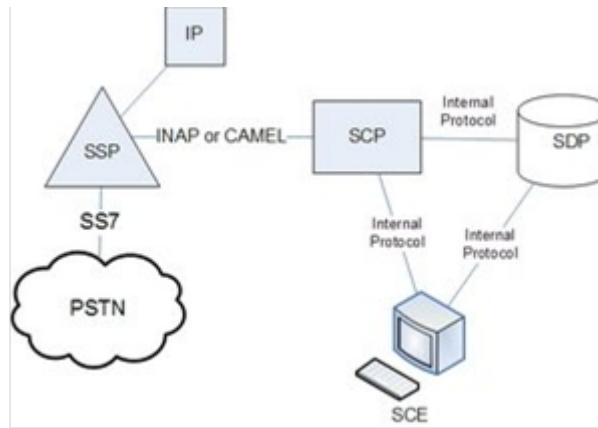 IP
SSP
INAP or CAMEL
SCP
Internal
Protocol
SDP
SS7
Internal
Protocol
Internal
Protocol
PSTN
SCE